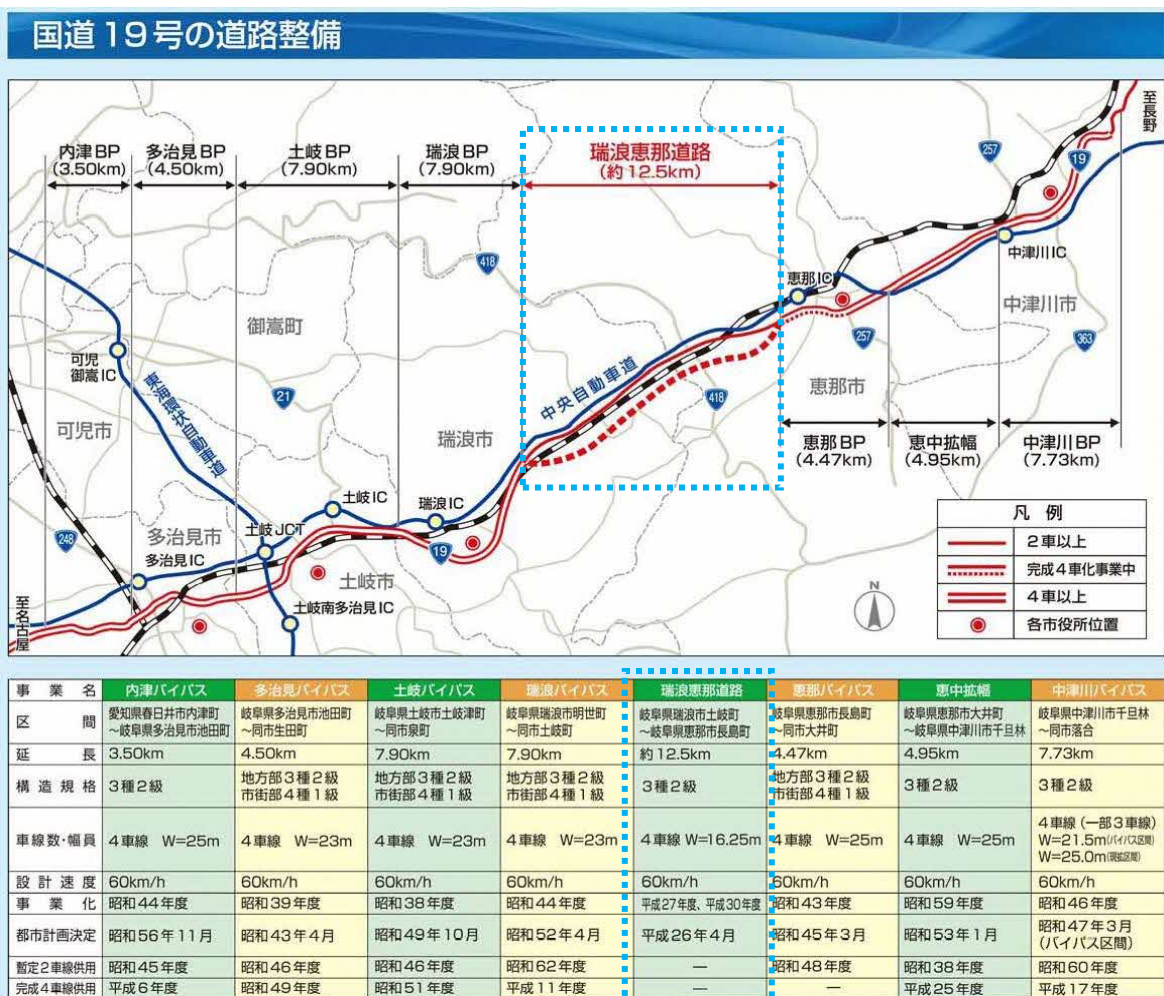 国道19号の道路整備
内津BP
(3.50km)
多治見BP
(4.50km)
土岐BP
(7.90km)
瑞浪BP
(7.90km)
瑞浪恵那道路
(約12.5km)
至長野
257
19
418
中津川IC
恵那IC
中津川市
御嵩町
可児
御嵩IC
東海環状自動車道
21
中央自動車道
257
363
418
恵那市
可児市
瑞浪市
恵那BP
(4.47km)
恵中拡幅
(4.95km)
中津川BP
(7.73km)
土岐IC
瑞浪IC
土岐JCT
248
多治見市
多治見IC
19
土岐市
土岐南多治見IC
至名古屋
N
凡 例
2車以上
完成4車化事業中
4車以上
各市役所位置
事業名 内津バイパス 多治見バイパス 土岐バイパス 瑞浪バイパス 瑞浪恵那道路 恵那バイパス 恵中拡幅 中津川バイパス
区間 愛知県春日井市内津町 岐阜県多治見市池田町 岐阜県土岐市土岐津町 岐阜県瑞浪市明世町 岐阜県瑞浪市土岐町 岐阜県恵那市長島町 岐阜県恵那市大井町 岐阜県中津川市千旦林
~岐阜県多治見市池田町 ~同市生田町 ~同市泉町 ~同市土岐町 ~岐阜県恵那市長島町 ~同市大井町 ~岐阜県中津川市千旦林 ~同市落合
延長 3.50km 4.50km 7.90km 7.90km 約12.5km 4.47km 4.95km 7.73km
構造規格 3種2級 地方部3種2級 地方部3種2級 地方部3種2級 3種2級 地方部3種2級 3種2級 3種2級
市街部4種1級 市街部4種1級 市街部4種1級 市街部4種1級
車線数・幅員 4車線 W=25m 4車線 W=23m 4車線 W=23m 4車線 W=23m 4車線 W=16.25m 4車線 W=25m 4車線 W=25m 4車線(一部3車線)
W=21.5m(バイパス区間)
W=25.0m(現拡区間)
設計速度 60km/h 60km/h 60km/h 60km/h 60km/h 60km/h 60km/h 60km/h
事業化 昭和44年度 昭和39年度 昭和38年度 昭和44年度 平成27年度、平成30年度 昭和43年度 昭和59年度 昭和46年度
都市計画決定 昭和56年11月 昭和43年4月 昭和49年10月 昭和52年4月 平成26年4月 昭和45年3月 昭和53年1月 昭和47年3月
(バイパス区間)
暫定2車線供用 昭和45年度 昭和46年度 昭和46年度 昭和62年度 — 昭和48年度 昭和38年度 昭和60年度
完成4車線供用 平成6年度 昭和49年度 昭和51年度 平成11年度 — — 平成25年度 平成17年度